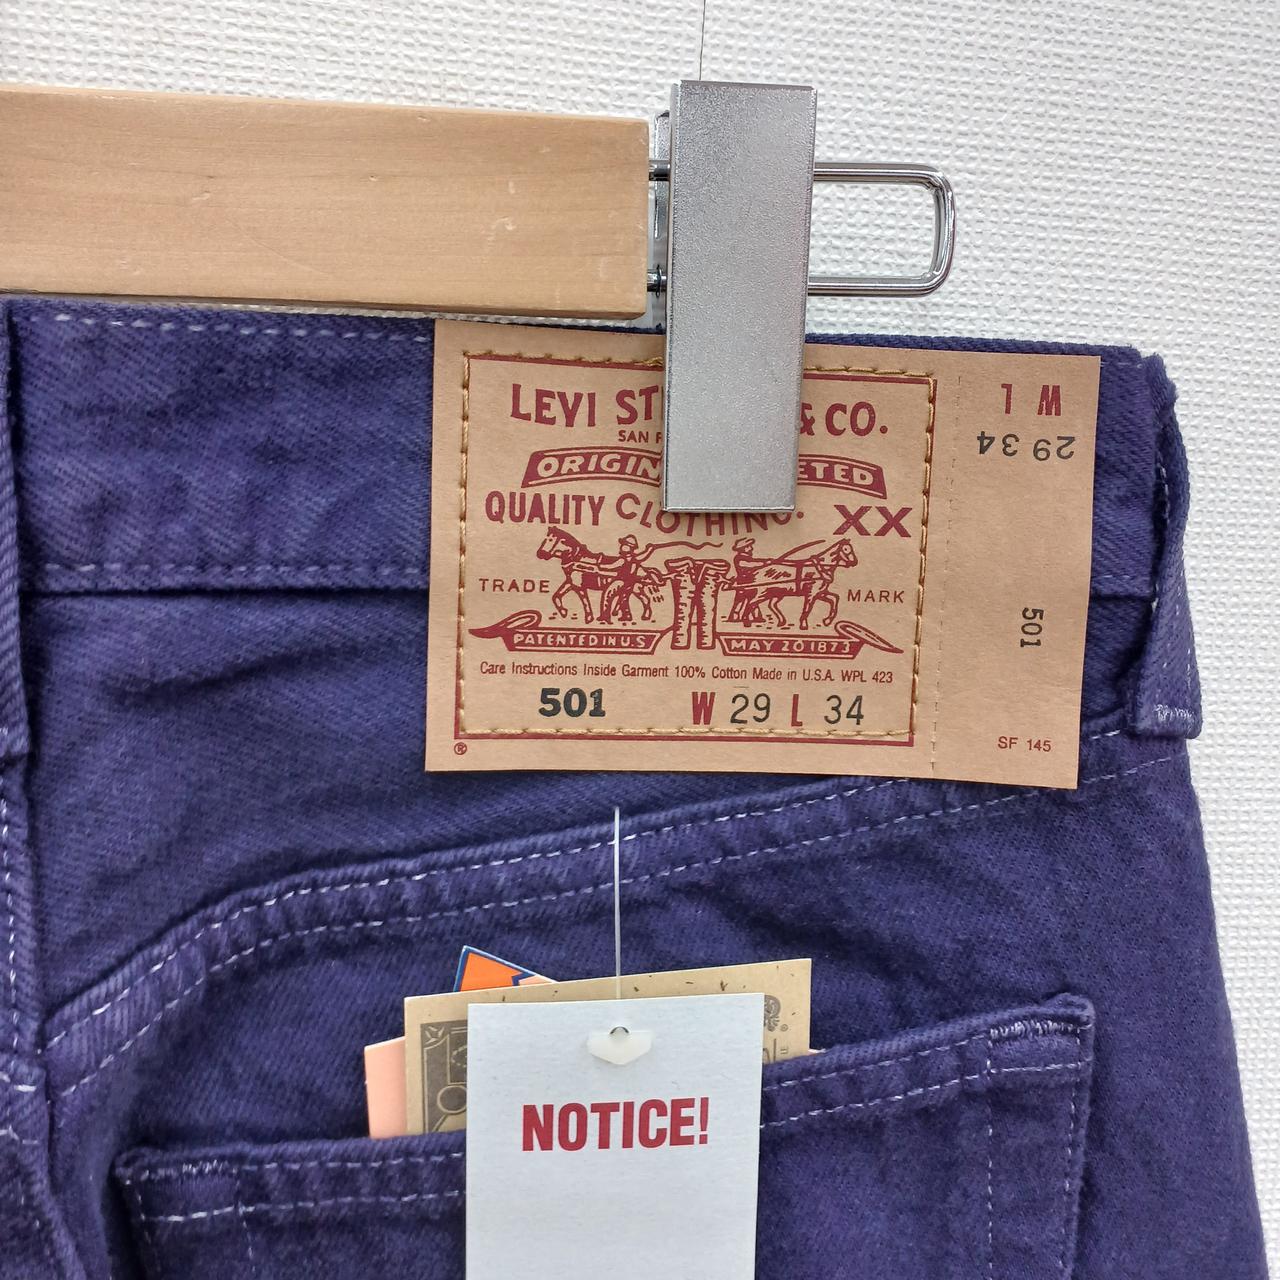 LEVI ST & CO.
SAN F
ORIGIN ETED
QUALITY CLOTHING. XX
TRADE MARK
PATENTED IN U.S MAY 20 1873
Care Instructions Inside Garment 100% Cotton Made in U.S.A. WPL 423
501 W 29 L 34
®
W L
29 34
501
SF 145
NOTICE!